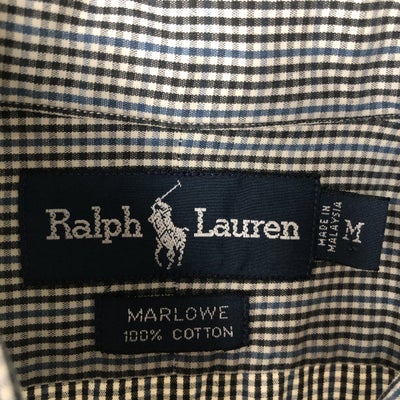 Ralph Lauren
MADE IN
MALAYSIA
M
MARLOWE
100% COTTON